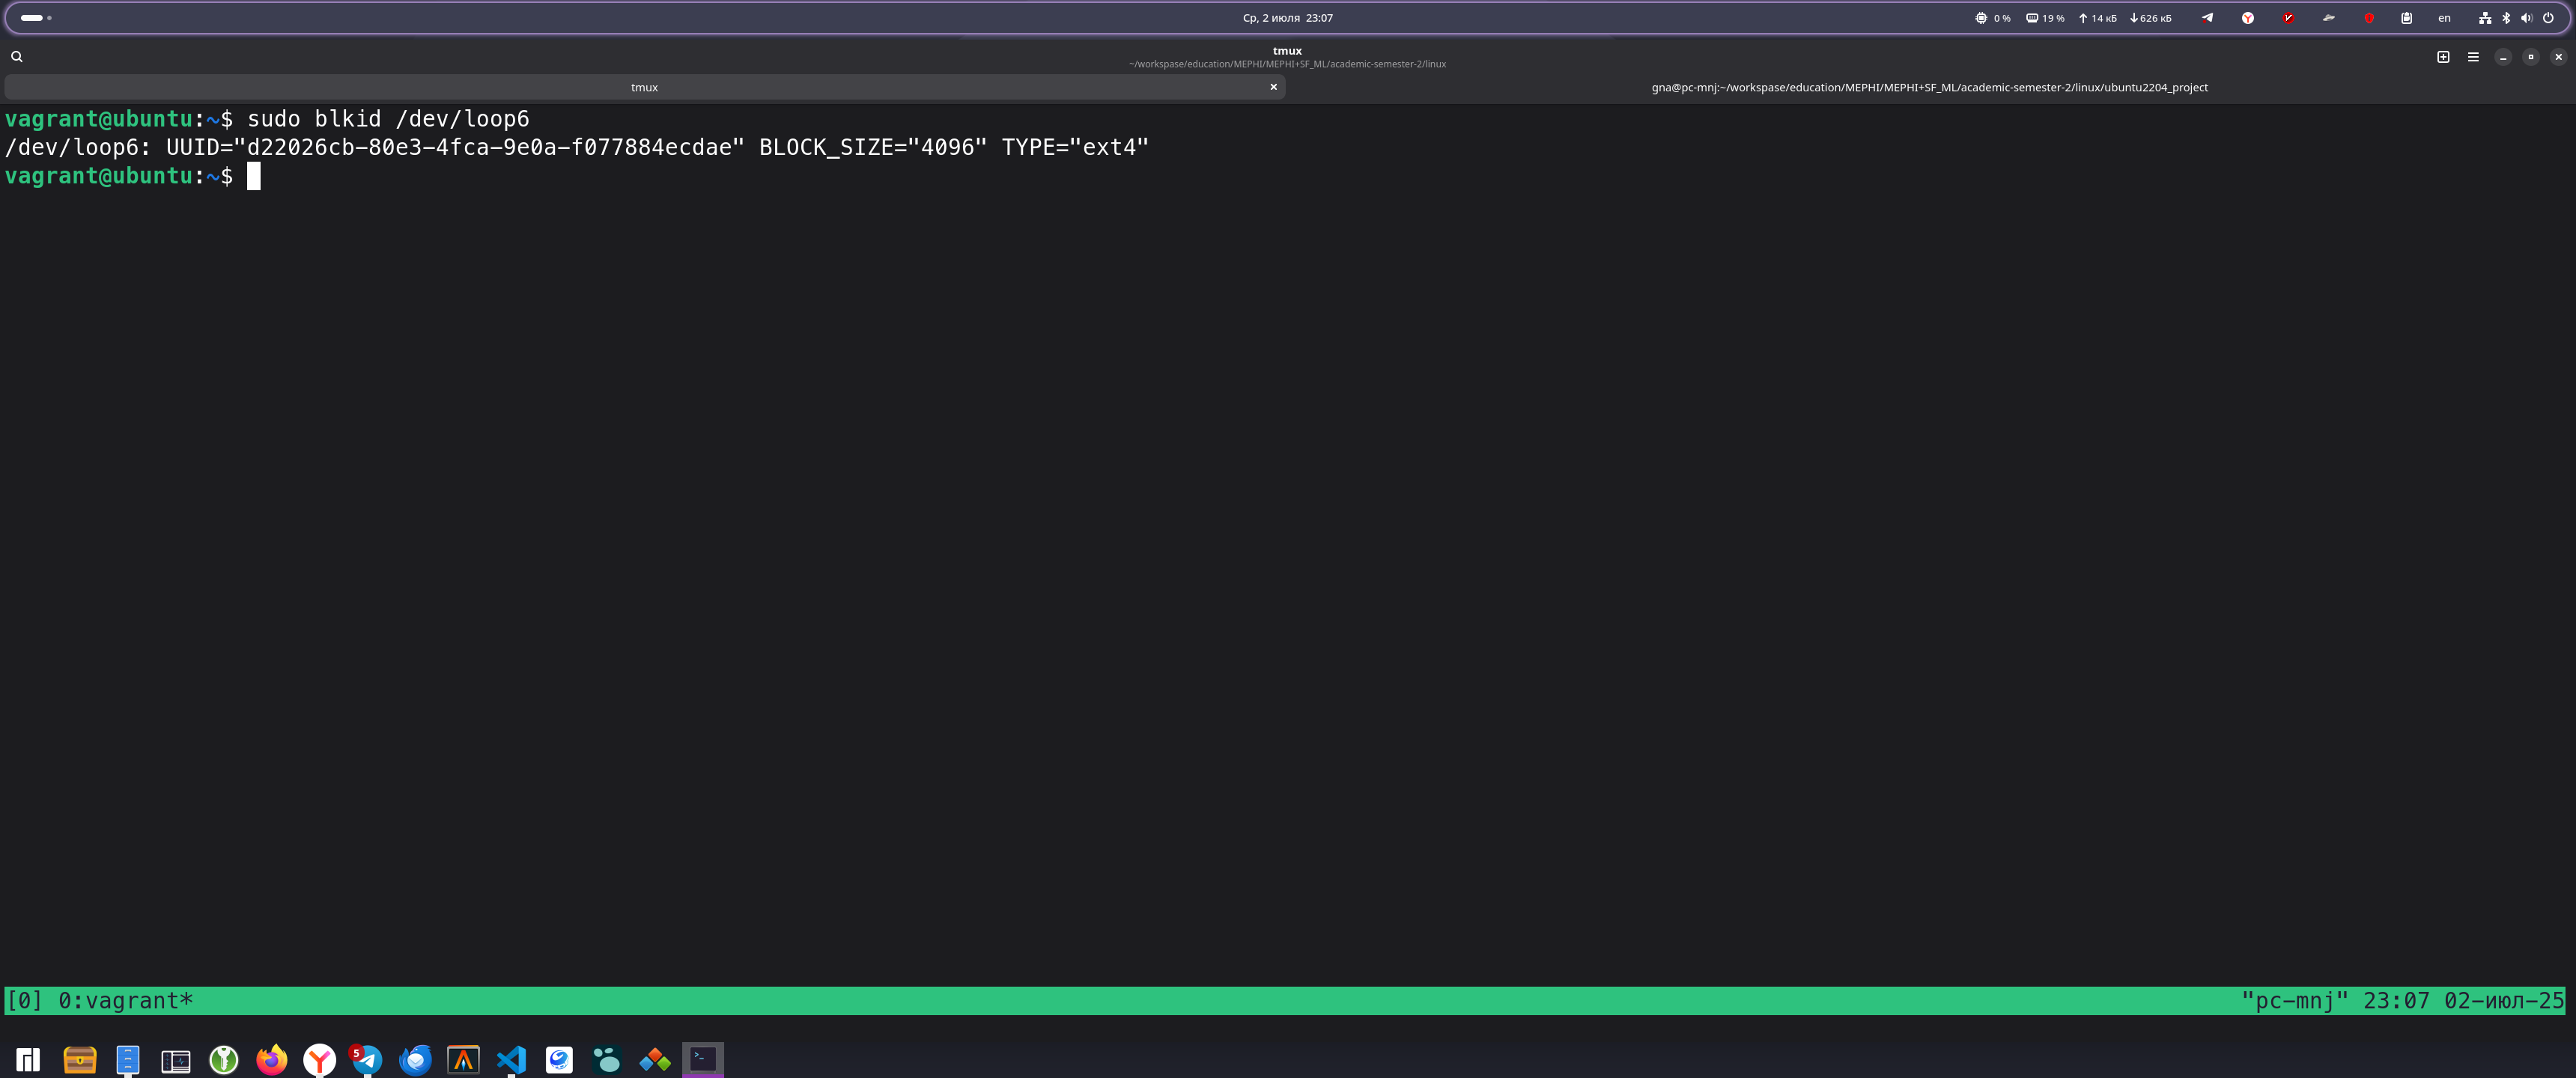 Ср, 2 июля 23:07
0 % 19 % 14 кБ 626 кБ en
tmux
~/workspase/education/MEPHI/MEPHI+SF_ML/academic-semester-2/linux
tmux
gna@pc-mnj:~/workspase/education/MEPHI/MEPHI+SF_ML/academic-semester-2/linux/ubuntu2204_project
vagrant@ubuntu:~$ sudo blkid /dev/loop6
/dev/loop6: UUID="d22026cb-80e3-4fca-9e0a-f077884ecdae" BLOCK_SIZE="4096" TYPE="ext4"
vagrant@ubuntu:~$
[0] 0:vagrant* "pc-mnj" 23:07 02-июл-25
5